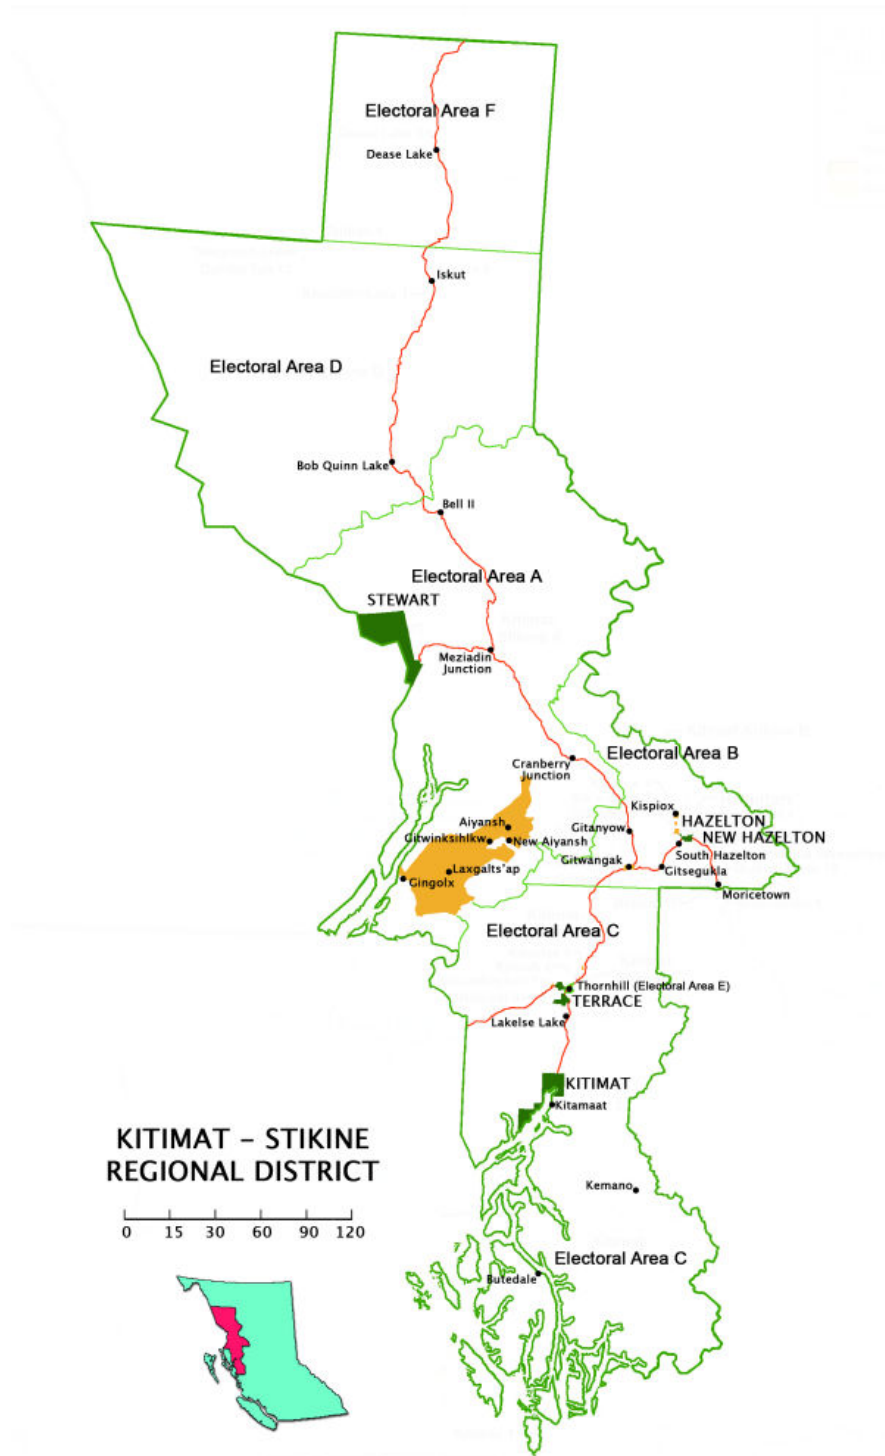 Electoral Area F
Dease Lake
Iskut
Electoral Area D
Bob Quinn Lake
Bell II
Electoral Area A
STEWART
Meziadin
Junction
Electoral Area B
Cranberry
Junction
Kispiox
HAZELTON
Aiyansh
Gitanyow
NEW HAZELTON
Gitwinksihlkw
New Aiyansh
South Hazelton
Gitwangak
Laxgalts'ap
Gitsegukla
Gingolx
Moricetown
Electoral Area C
Thornhill (Electoral Area E)
TERRACE
Lakelse Lake
KITIMAT
Kitamaat
KITIMAT – STIKINE
REGIONAL DISTRICT
Kemano
0 15 30 60 90 120
Electoral Area C
Butedale